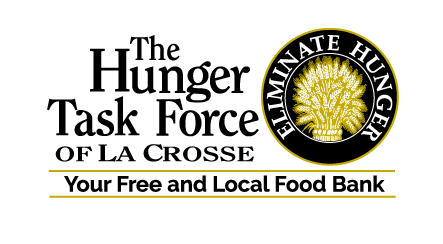 The
Hunger
Task Force
OF LA CROSSE
ELIMINATE HUNGER
Your Free and Local Food Bank